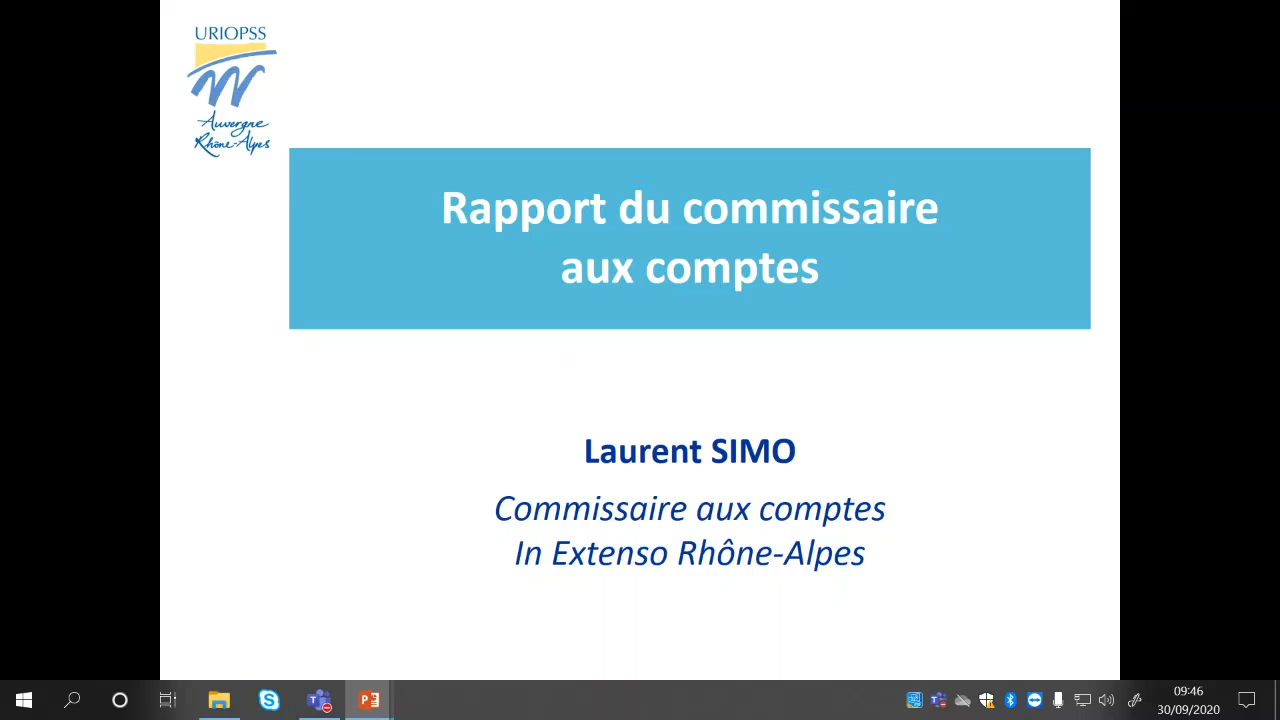 URIOPSS
Auvergne
Rhône-Alpes
Rapport du commissaire
aux comptes
Laurent SIMO
Commissaire aux comptes
In Extenso Rhône-Alpes
09:46
30/09/2020